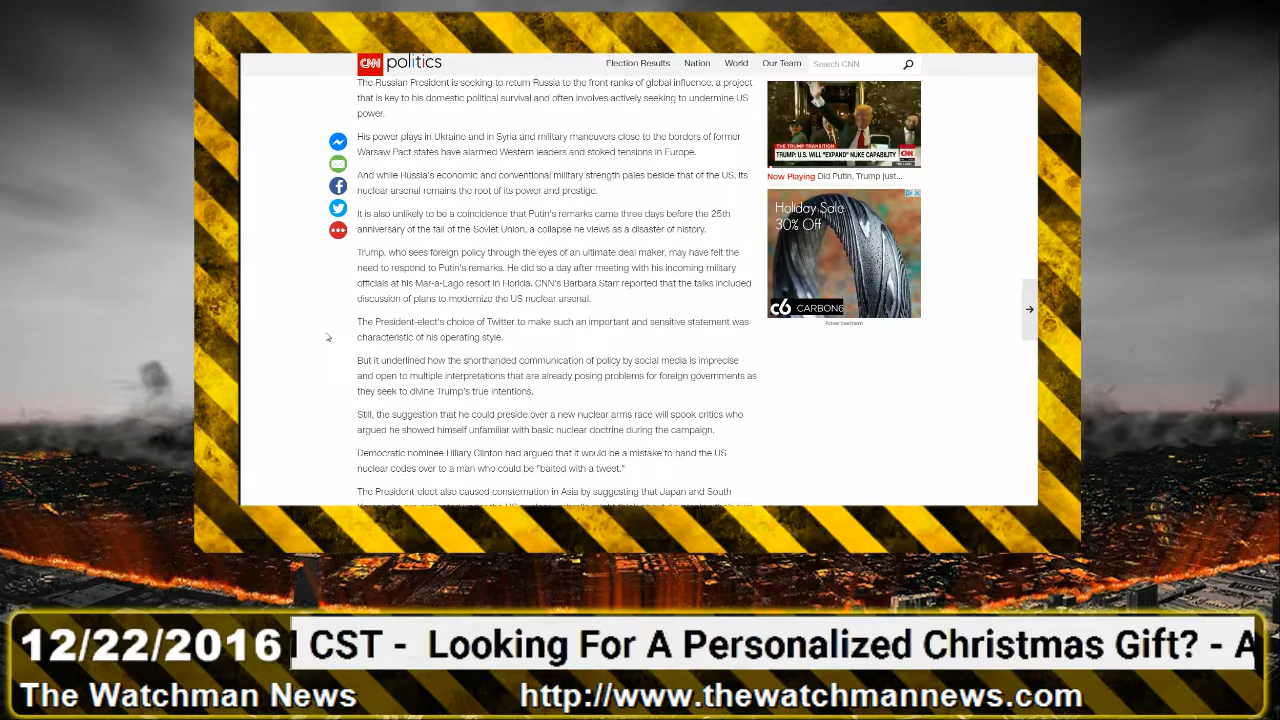 CNN politics
Election Results Nation World Our Team Search CNN
The Russian President is seeking to return Russia to the front ranks of global influence, a project
that is key to his domestic political survival and often involves actively seeking to undermine US
power.
His power plays in Ukraine and in Syria and military maneuvers close to the borders of former
Warsaw Pact states have alarmed Western leaders and stoked tensions in Europe.
And while Russia's economic and conventional military strength pales beside that of the US, its
nuclear arsenal remains the root of its power and prestige.
It is also unlikely to be a coincidence that Putin's remarks came three days before the 25th
anniversary of the fall of the Soviet Union, a collapse he views as a disaster of history.
Trump, who sees foreign policy through the eyes of an ultimate deal maker, may have felt the
need to respond to Putin's remarks. He did so a day after meeting with his incoming military
officials at his Mar-a-Lago resort in Florida. CNN's Barbara Starr reported that the talks included
discussion of plans to modernize the US nuclear arsenal.
The President-elect's choice of Twitter to make such an important and sensitive statement was
characteristic of his operating style.
But it underlined how the shorthanded communication of policy by social media is imprecise
and open to multiple interpretations that are already posing problems for foreign governments as
they seek to divine Trump's true intentions.
Still, the suggestion that he could preside over a new nuclear arms race will spook critics who
argued he showed himself unfamiliar with basic nuclear doctrine during the campaign.
Democratic nominee Hillary Clinton had argued that it would be a mistake to hand the US
nuclear codes over to a man who could be "baited with a tweet."
The President-elect also caused consternation in Asia by suggesting that Japan and South
THE TRUMP TRANSITION
TRUMP: U.S. WILL "EXPAND" NUKE CAPABILITY
CNN
Now Playing Did Putin, Trump just...
Holiday Sale
30% Off
C6 CARBON6
Advertisement
12/22/2016
CST - Looking For A Personalized Christmas Gift? - A
The Watchman News http://www.thewatchmannews.com